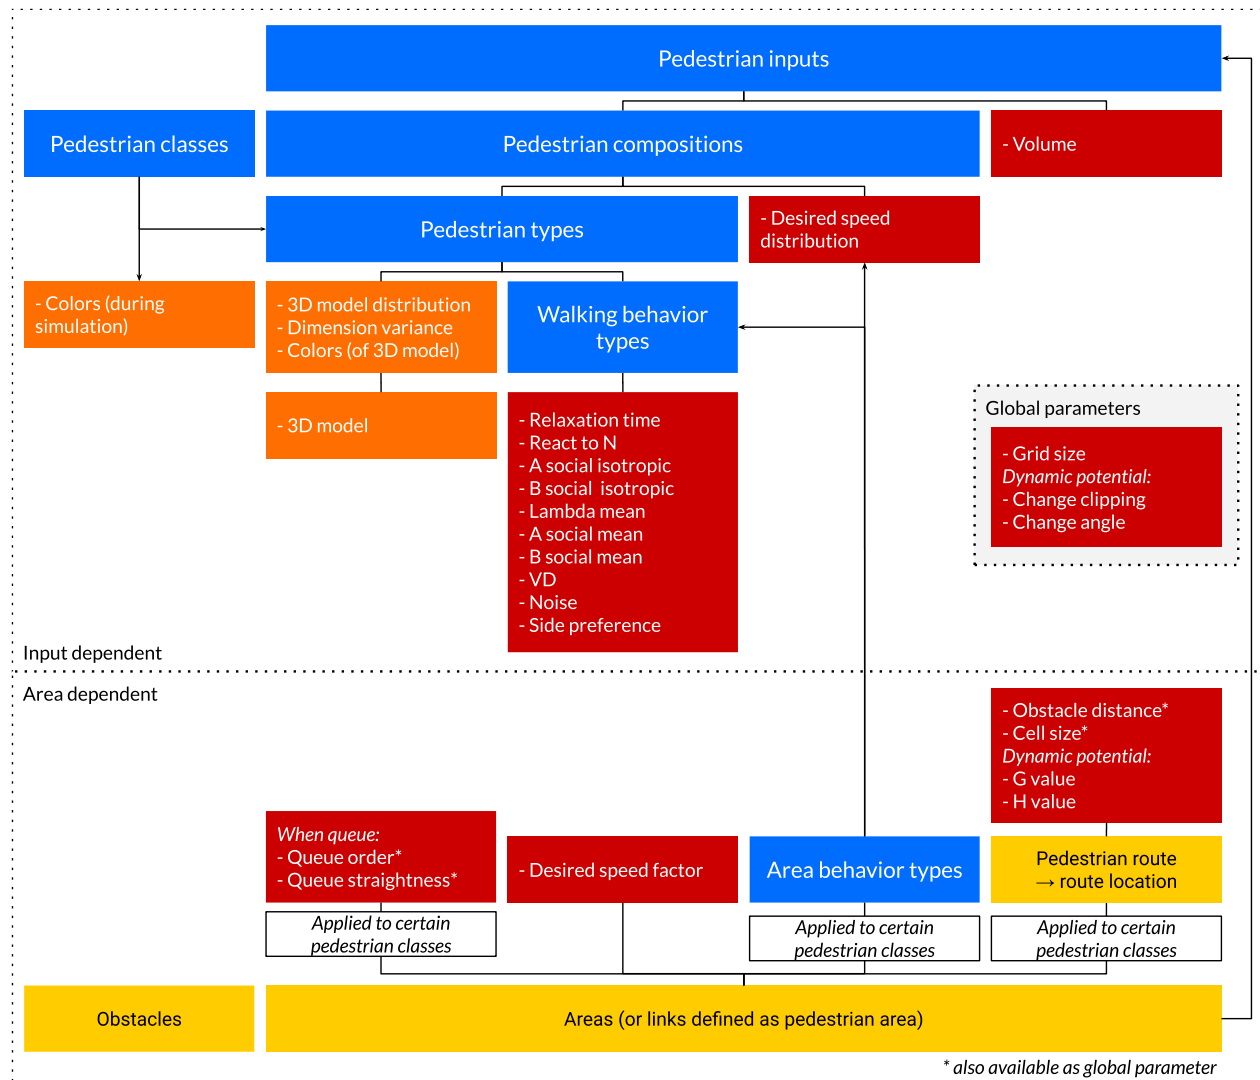 Pedestrian inputs
Pedestrian classes
Pedestrian compositions
- Volume
Pedestrian types
- Desired speed
distribution
- Colors (during
simulation)
- 3D model distribution
- Dimension variance
- Colors (of 3D model)
Walking behavior
types
- 3D model
- Relaxation time
- React to N
- A social isotropic
- B social  isotropic
- Lambda mean
- A social mean
- B social mean
- VD
- Noise
- Side preference
Global parameters
- Grid size
Dynamic potential:
- Change clipping
- Change angle
Input dependent
Area dependent
- Obstacle distance*
- Cell size*
Dynamic potential:
- G value
- H value
When queue:
- Queue order*
- Queue straightness*
- Desired speed factor
Area behavior types
Pedestrian route
→ route location
Applied to certain
pedestrian classes
Applied to certain
pedestrian classes
Applied to certain
pedestrian classes
Obstacles
Areas (or links defined as pedestrian area)
* also available as global parameter